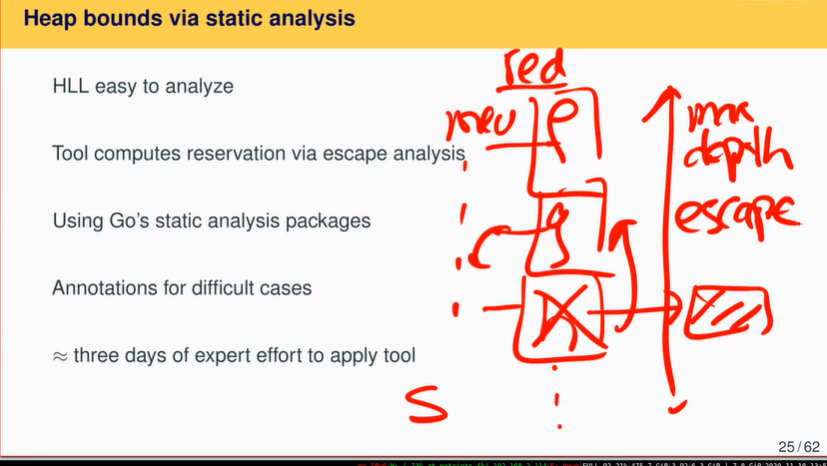 Heap bounds via static analysis
HLL easy to analyze
Tool computes reservation via escape analysis
Using Go's static analysis packages
Annotations for difficult cases
≈ three days of expert effort to apply tool
red
max
depth
escape
g
S
25 / 62